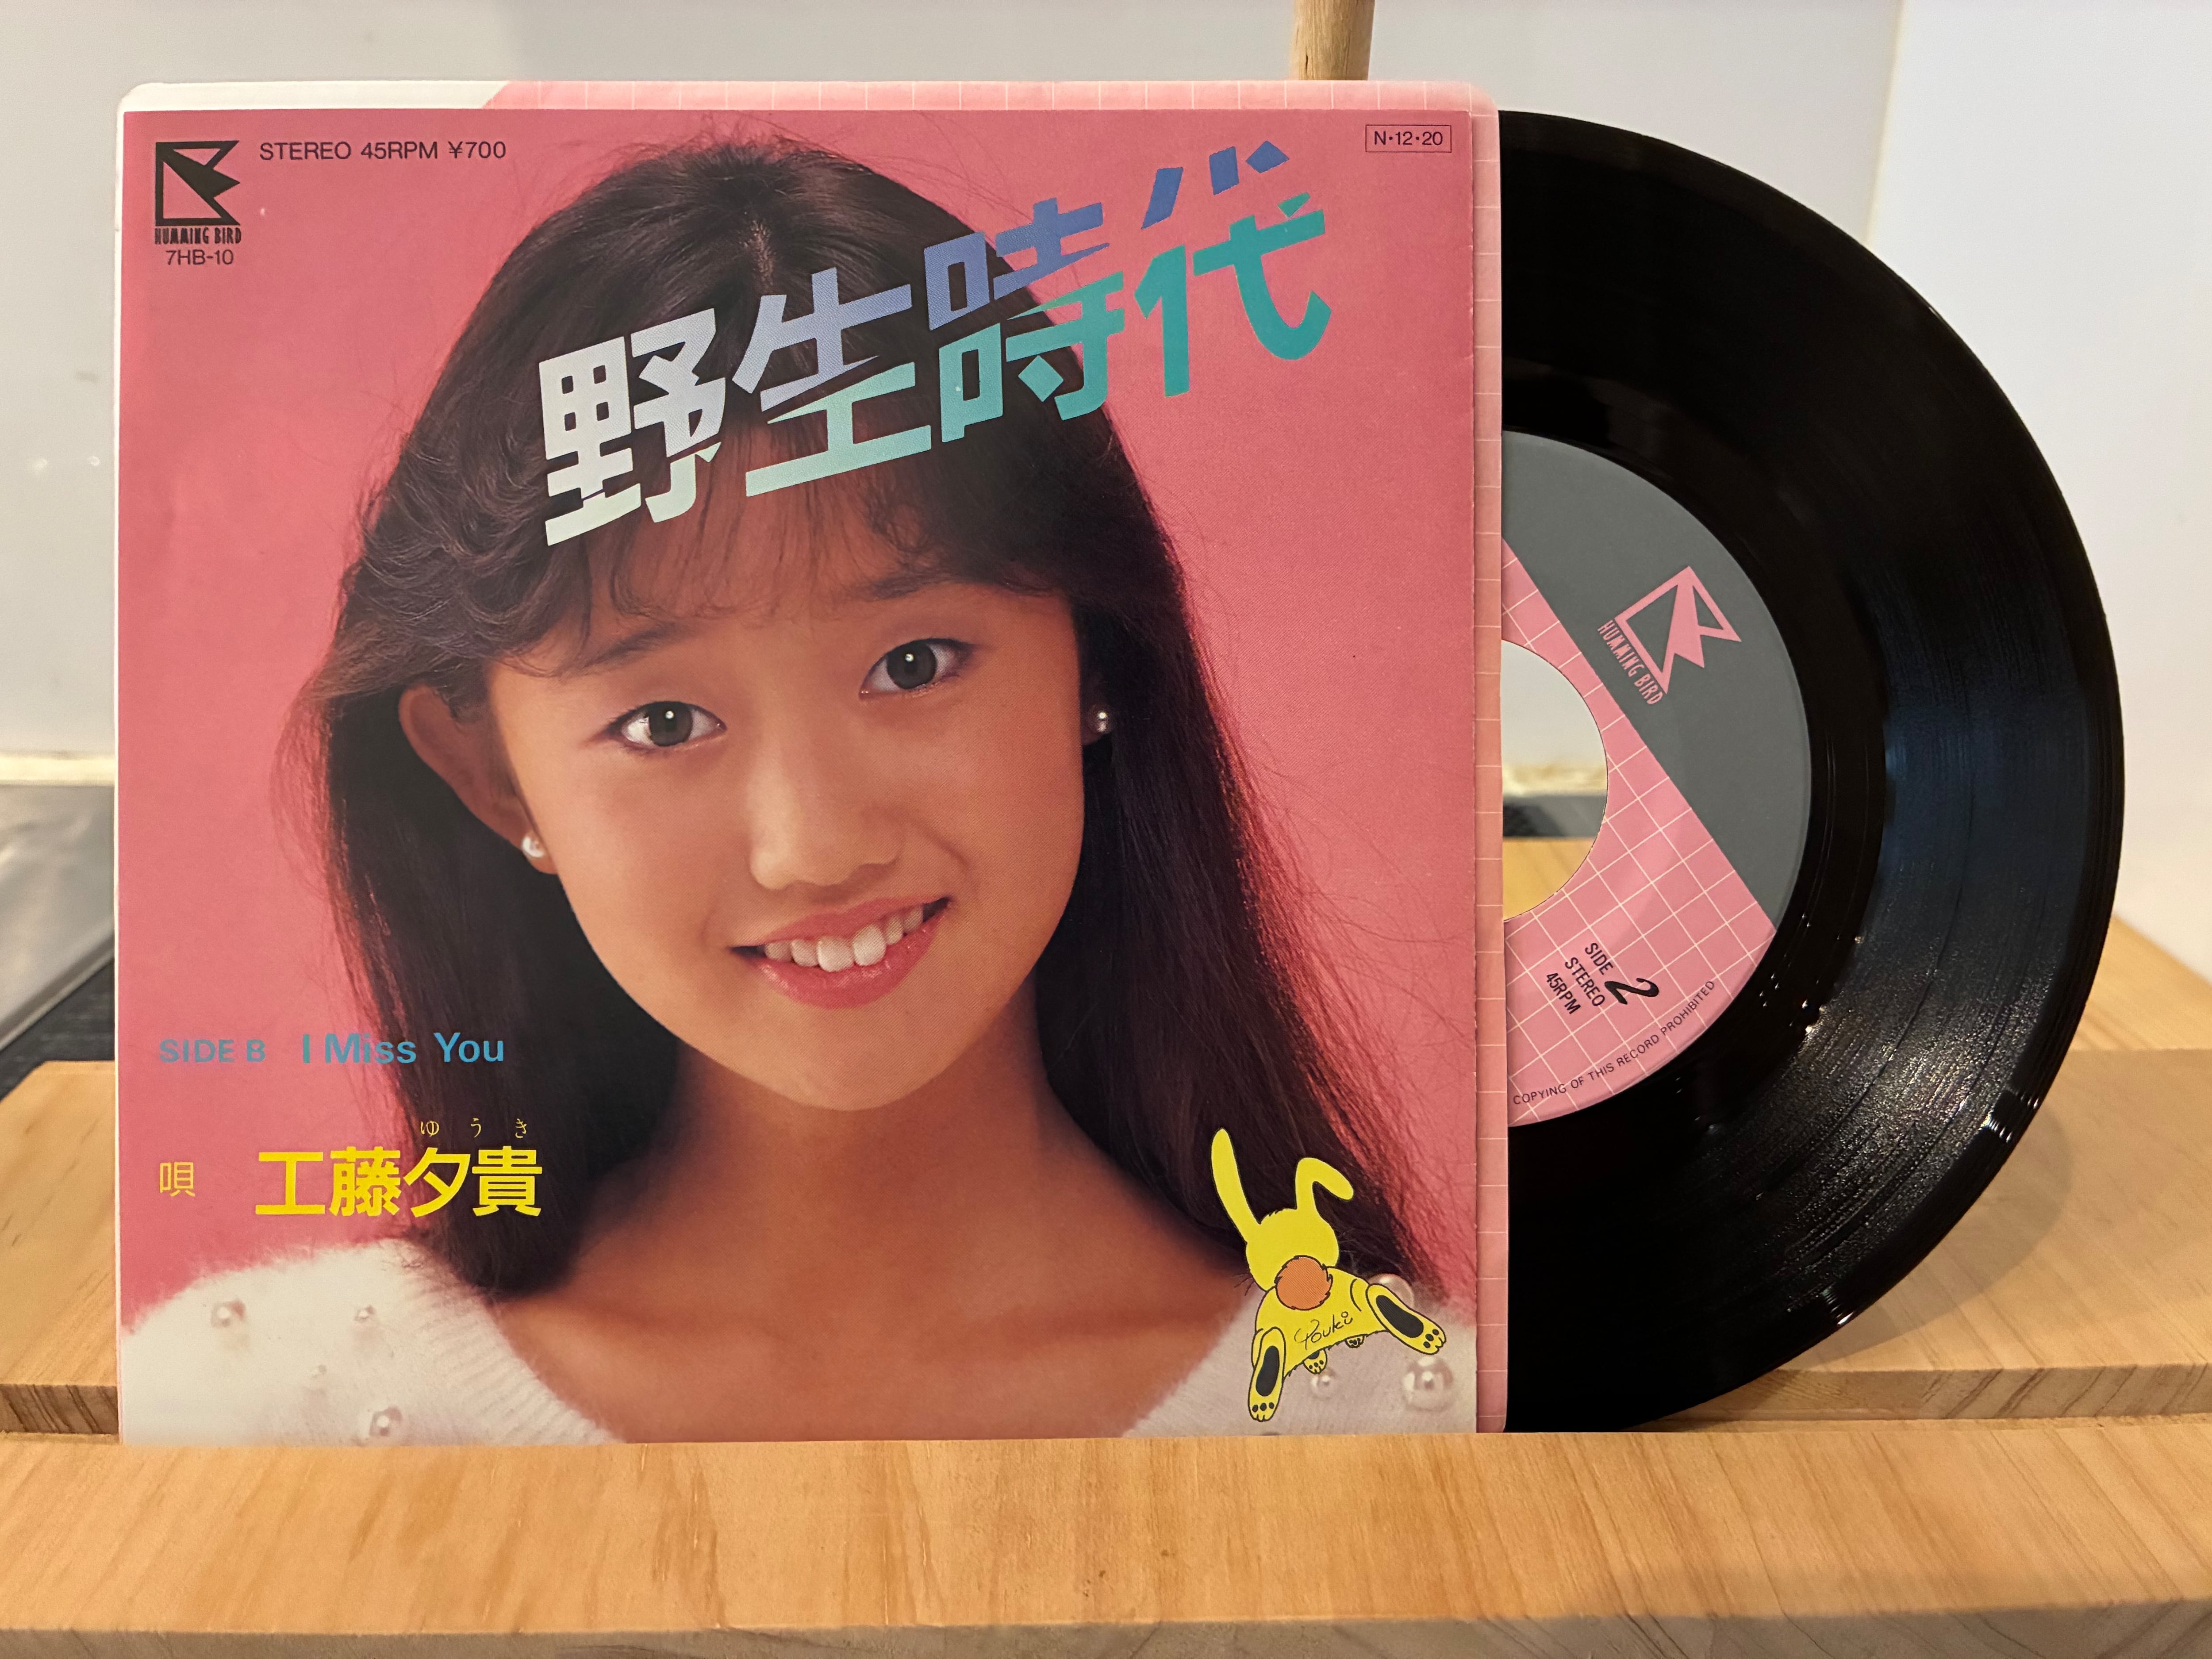 STEREO 45RPM ¥700
HUMMING BIRD
7HB-10
N・12・20
野生時代
SIDE B I Miss You
ゆうき
唄 工藤夕貴
Youki
HUMMING BIRD
SIDE 2
STEREO
45RPM
COPYING OF THIS RECORD PROHIBITED